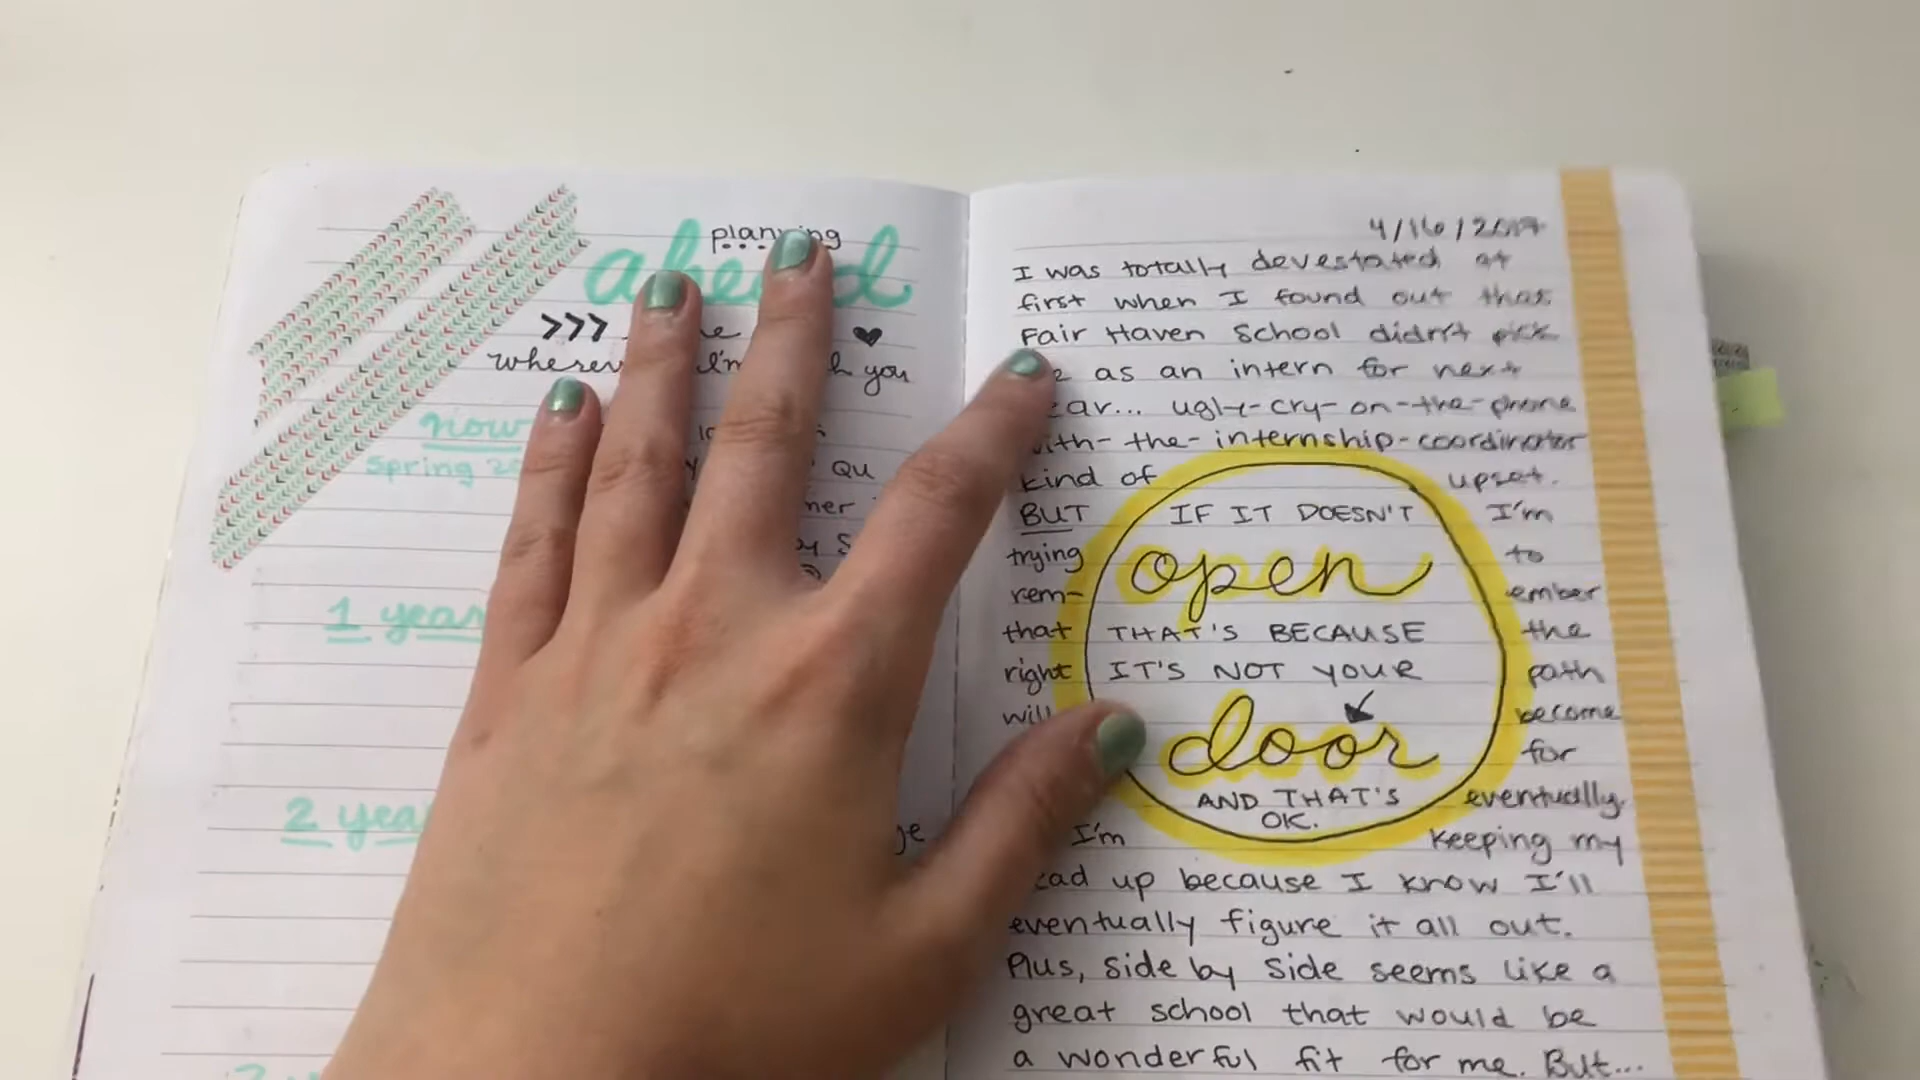 planning
ahead
>>> ♥
you
now
Spring
QU
1 year
2 year
4/16/2017
I was totally devestated at
first when I found out that
Fair Haven School didn't pick
as an intern for next
ugly-cry-on-the-phone
with-the-internship-coordinator
kind of upset.
BUT I'm
trying to
rem- ember
that the
right path
will become
for
eventually.
IF IT DOESN'T
open
THAT'S BECAUSE
IT'S NOT YOUR
door
AND THAT'S
OK.
I'm keeping my
up because I know I'll
eventually figure it all out.
Plus, side by side seems like a
great school that would be
a wonderful fit for me. But...